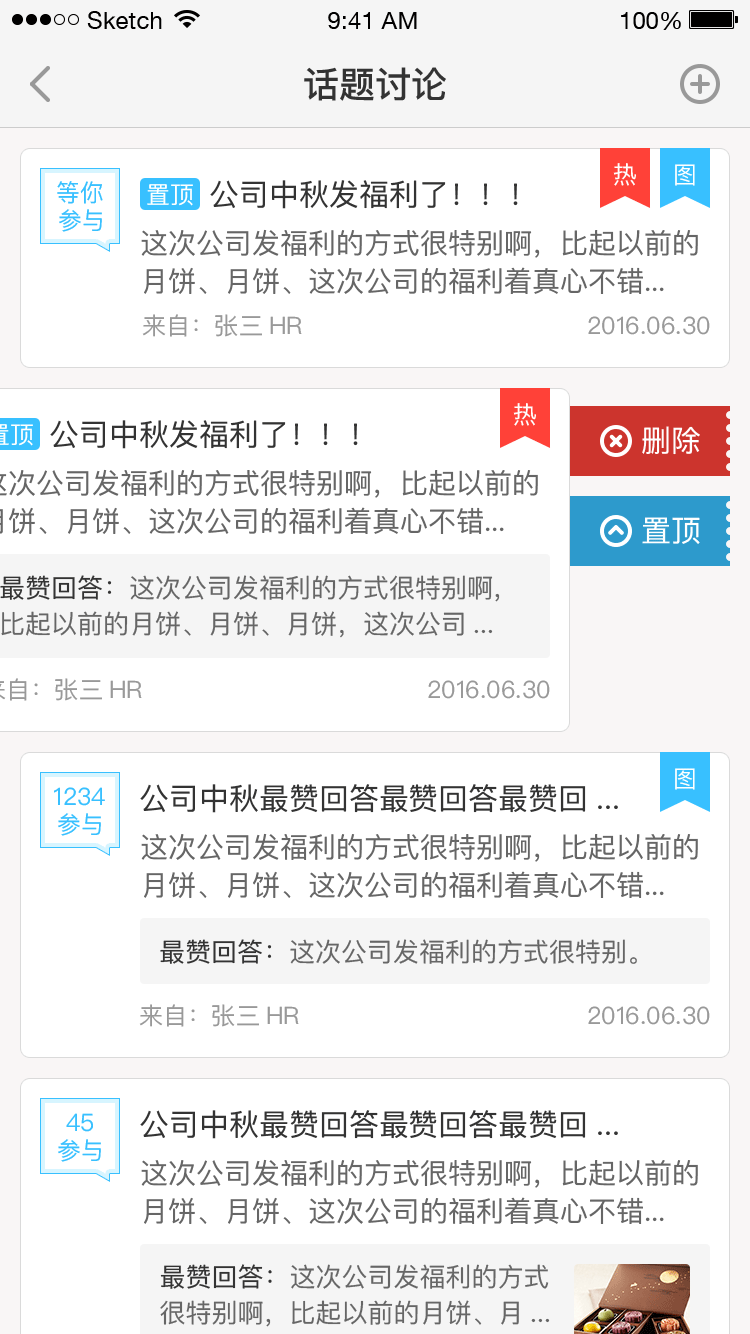 Sketch 9:41 AM 100%
话题讨论
等你
参与
置顶 公司中秋发福利了！！！
热
图
这次公司发福利的方式很特别啊，比起以前的
月饼、月饼、这次公司的福利着真心不错...
来自：张三 HR 2016.06.30
置顶 公司中秋发福利了！！！
热
这次公司发福利的方式很特别啊，比起以前的
月饼、月饼、这次公司的福利着真心不错...
最赞回答：这次公司发福利的方式很特别啊，
比起以前的月饼、月饼、月饼，这次公司 ...
来自：张三 HR 2016.06.30
删除
置顶
1234
参与
公司中秋最赞回答最赞回答最赞回 ...
图
这次公司发福利的方式很特别啊，比起以前的
月饼、月饼、这次公司的福利着真心不错...
最赞回答：这次公司发福利的方式很特别。
来自：张三 HR 2016.06.30
45
参与
公司中秋最赞回答最赞回答最赞回 ...
这次公司发福利的方式很特别啊，比起以前的
月饼、月饼、这次公司的福利着真心不错...
最赞回答：这次公司发福利的方式
很特别啊，比起以前的月饼、月 ...